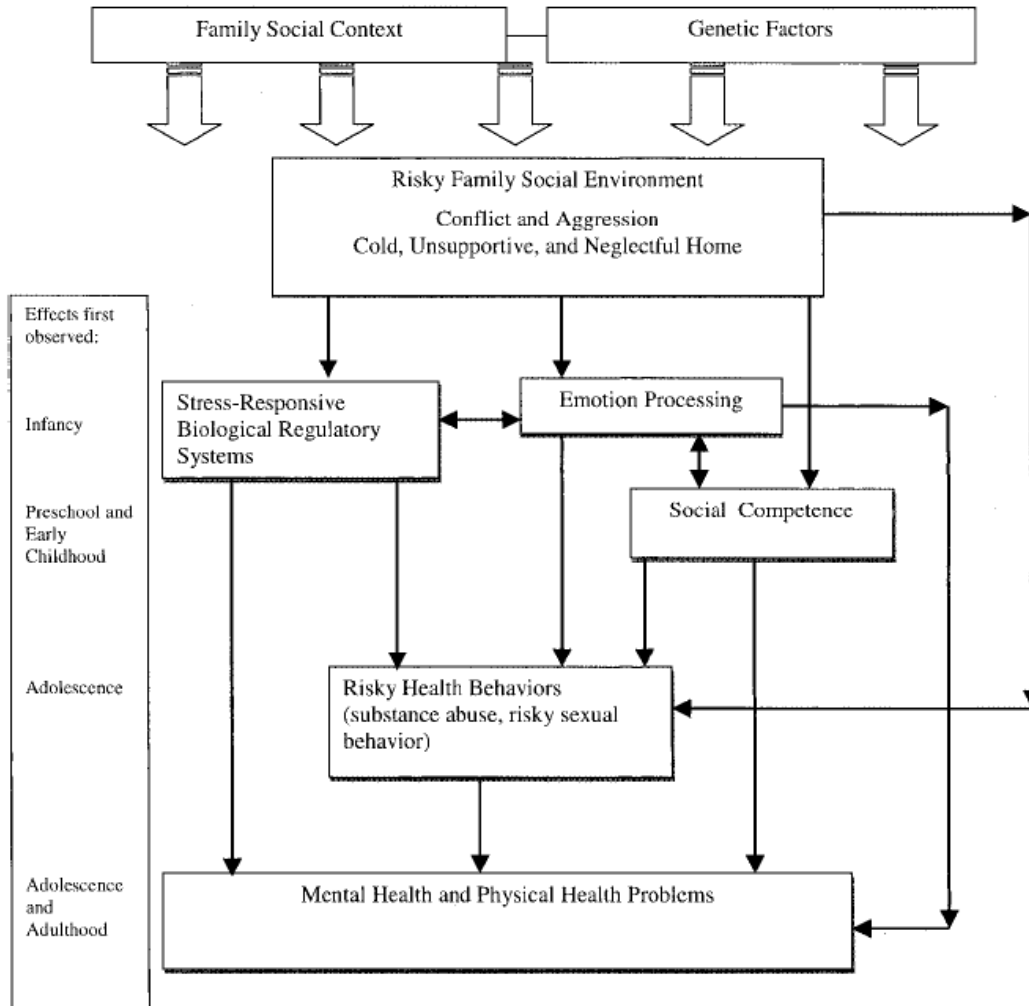 Family Social Context
Genetic Factors
Risky Family Social Environment
Conflict and Aggression
Cold, Unsupportive, and Neglectful Home
Effects first
observed:
Infancy
Stress-Responsive
Biological Regulatory
Systems
Emotion Processing
Preschool and
Early
Childhood
Social Competence
Adolescence
Risky Health Behaviors
(substance abuse, risky sexual
behavior)
Adolescence
and
Adulthood
Mental Health and Physical Health Problems